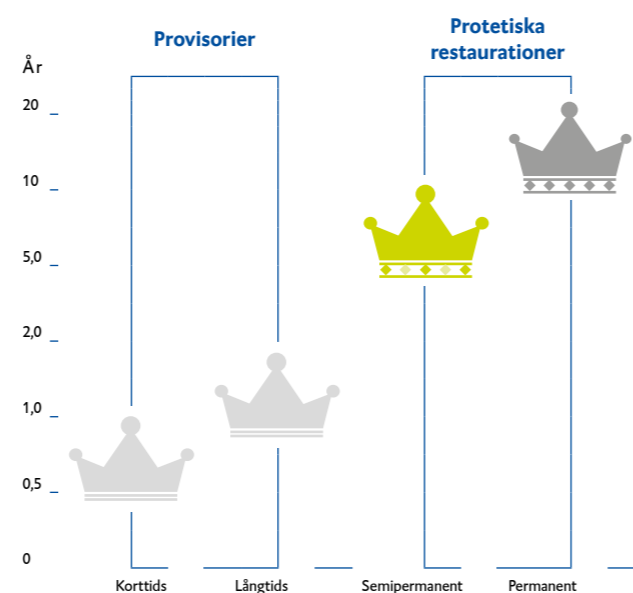 Provisorier
Protetiska
restaurationer
År
20
10
5,0
2,0
1,0
0,5
0
Korttids
Långtids
Semipermanent
Permanent